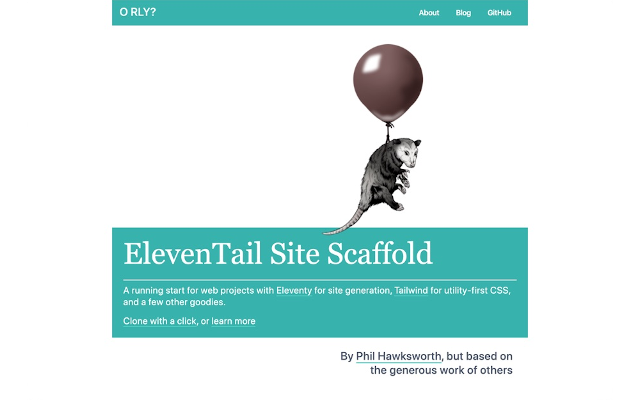 O RLY?
About Blog GitHub
ElevenTail Site Scaffold
A running start for web projects with Eleventy for site generation, Tailwind for utility-first CSS,
and a few other goodies.
Clone with a click, or learn more
By Phil Hawksworth, but based on
the generous work of others